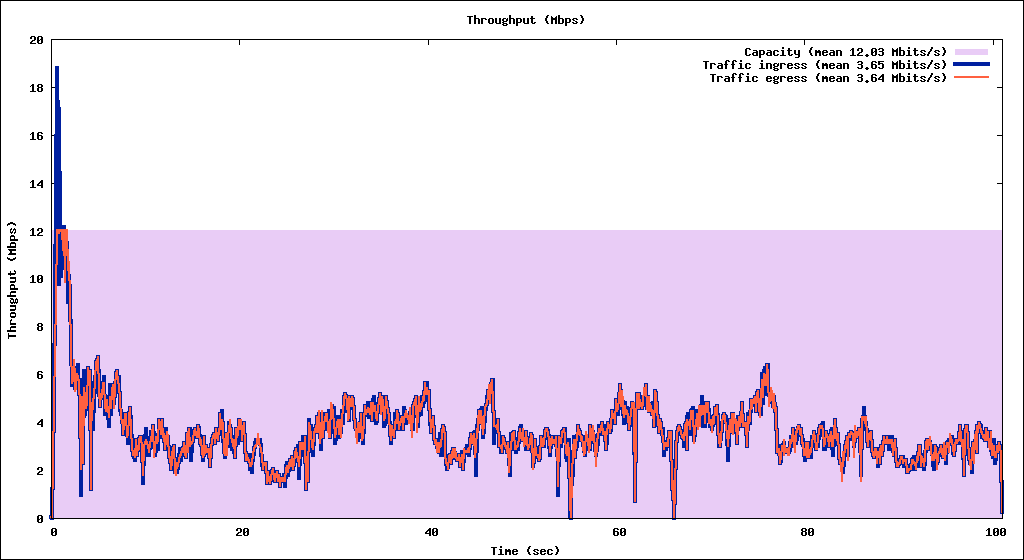 Throughput (Mbps)
Capacity (mean 12.03 Mbits/s)
Traffic ingress (mean 3.65 Mbits/s)
Traffic egress (mean 3.64 Mbits/s)
Throughput (Mbps)
20
18
16
14
12
10
8
6
4
2
0
0 20 40 60 80 100
Time (sec)